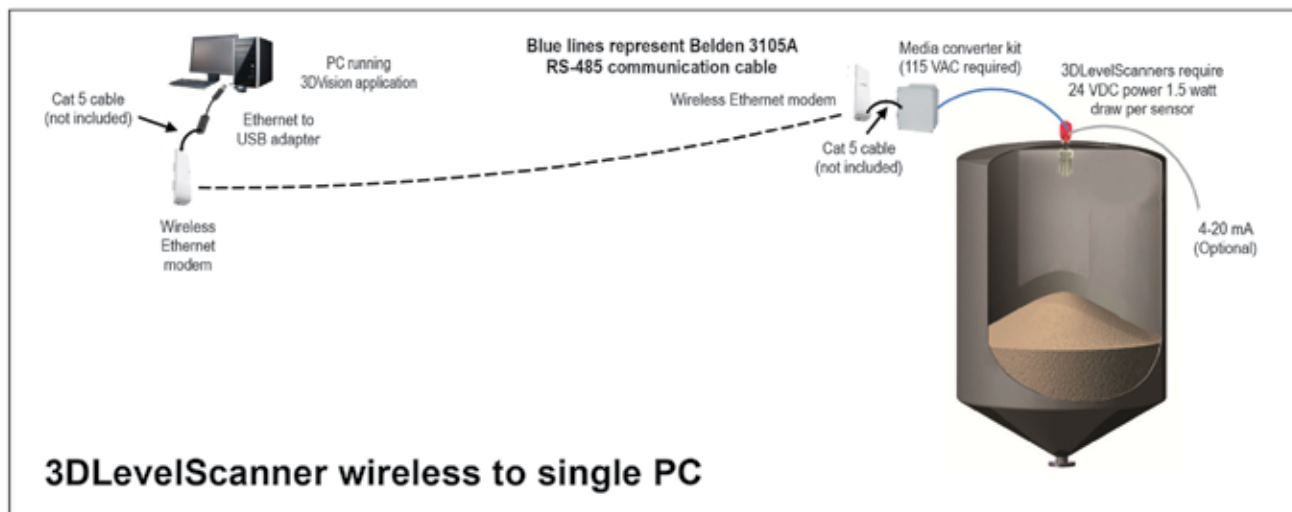 PC running
3DVision application
Cat 5 cable
(not included)
Ethernet to
USB adapter
Wireless
Ethernet
modem
Blue lines represent Belden 3105A
RS-485 communication cable
Wireless Ethernet modem
Media converter kit
(115 VAC required)
Cat 5 cable
(not included)
3DLevelScanners require
24 VDC power 1.5 watt
draw per sensor
4-20 mA
(Optional)
3DLevelScanner wireless to single PC